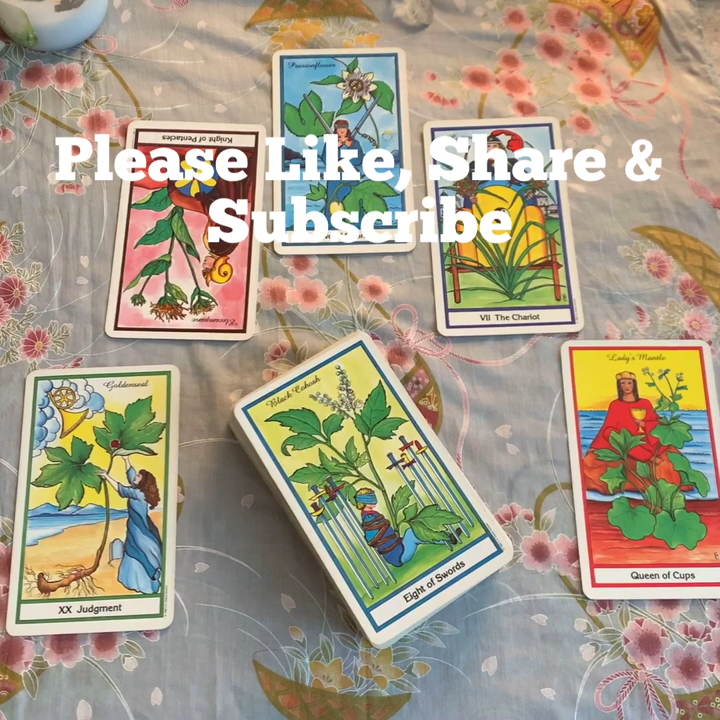 Please Like, Share &
Subscribe
Passionflower
Knight of Pentacles
Elecampane
VII The Chariot
Goldenseal
XX Judgment
Black Cohosh
Eight of Swords
Lady's Mantle
Queen of Cups